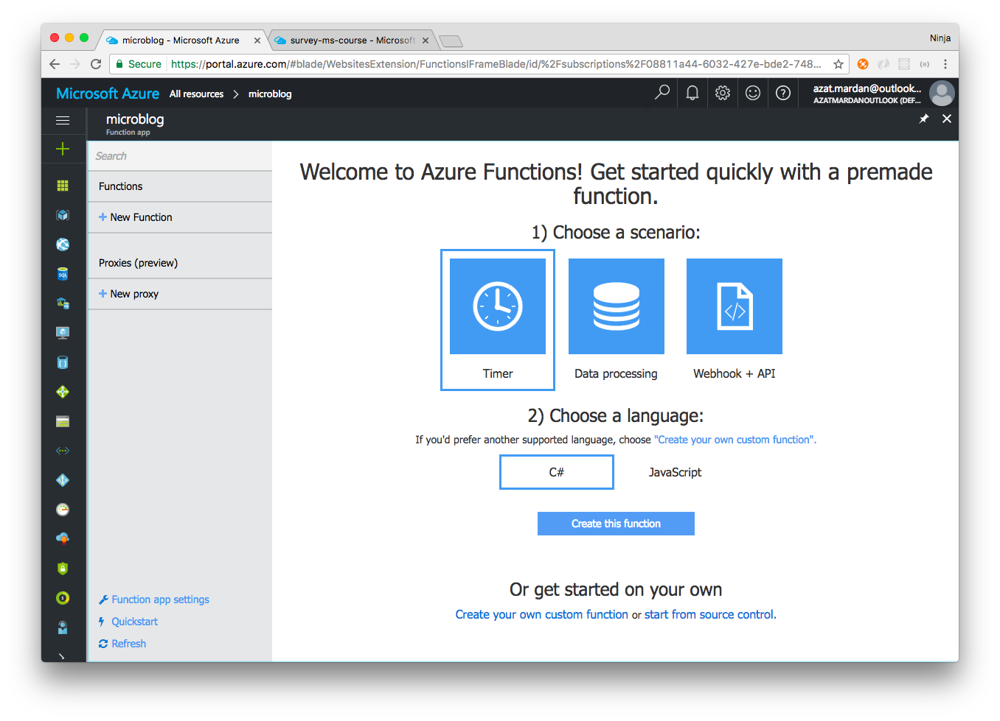 microblog - Microsoft Azure
survey-ms-course - Microsoft
Ninja
Secure
https://portal.azure.com/#blade/WebsitesExtension/FunctionsIFrameBlade/id/%2Fsubscriptions%2F08811a44-6032-427e-bde2-748...
Microsoft Azure
All resources
microblog
azat.mardan@outlook...
AZATMARDANOUTLOOK (DEF...
microblog
Function app
Search
Functions
New Function
Proxies (preview)
New proxy
Function app settings
Quickstart
Refresh
Welcome to Azure Functions! Get started quickly with a premade
function.
1) Choose a scenario:
Timer
Data processing
Webhook + API
2) Choose a language:
If you'd prefer another supported language, choose "Create your own custom function".
C#
JavaScript
Create this function
Or get started on your own
Create your own custom function or start from source control.
SQL